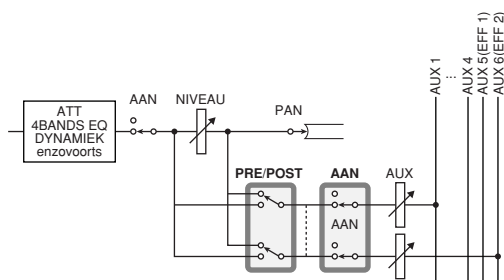 AUX 1
...
AUX 4
AUX 5(EFF 1)
AUX 6(EFF 2)
ATT
4BANDS EQ
DYNAMIEK
enzovoorts
AAN
NIVEAU
PAN
PRE/POST
AAN
AUX
AAN